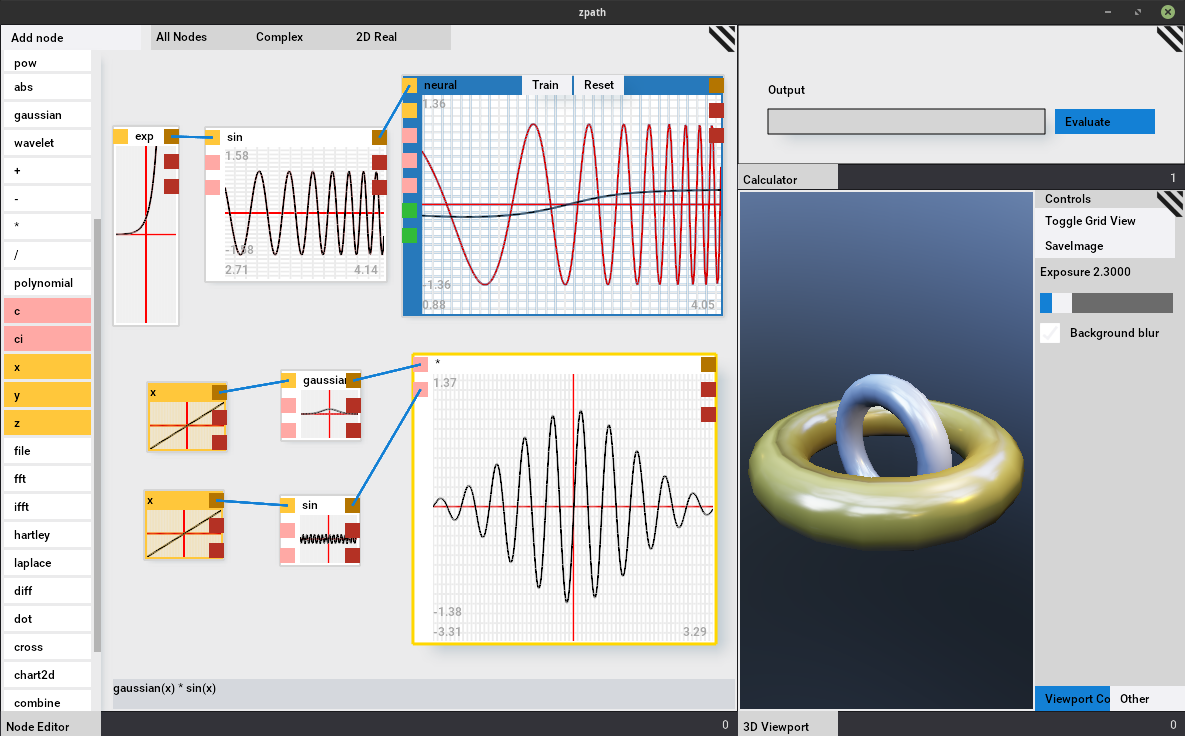 zpath
Add node
All Nodes
Complex
2D Real
pow
abs
gaussian
wavelet
+
-
*
/
polynomial
c
ci
x
y
z
file
fft
ifft
hartley
laplace
diff
dot
cross
chart2d
combine
Node Editor
0
exp
sin
1.58
-1.58
2.71
4.14
neural
Train
Reset
1.36
-1.36
0.88
4.05
x
gaussian
x
sin
*
1.37
-1.38
-3.31
3.29
gaussian(x) * sin(x)
Output
Evaluate
Calculator
1
Controls
Toggle Grid View
SaveImage
Exposure 2.3000
Background blur
Viewport Co
Other
3D Viewport
0